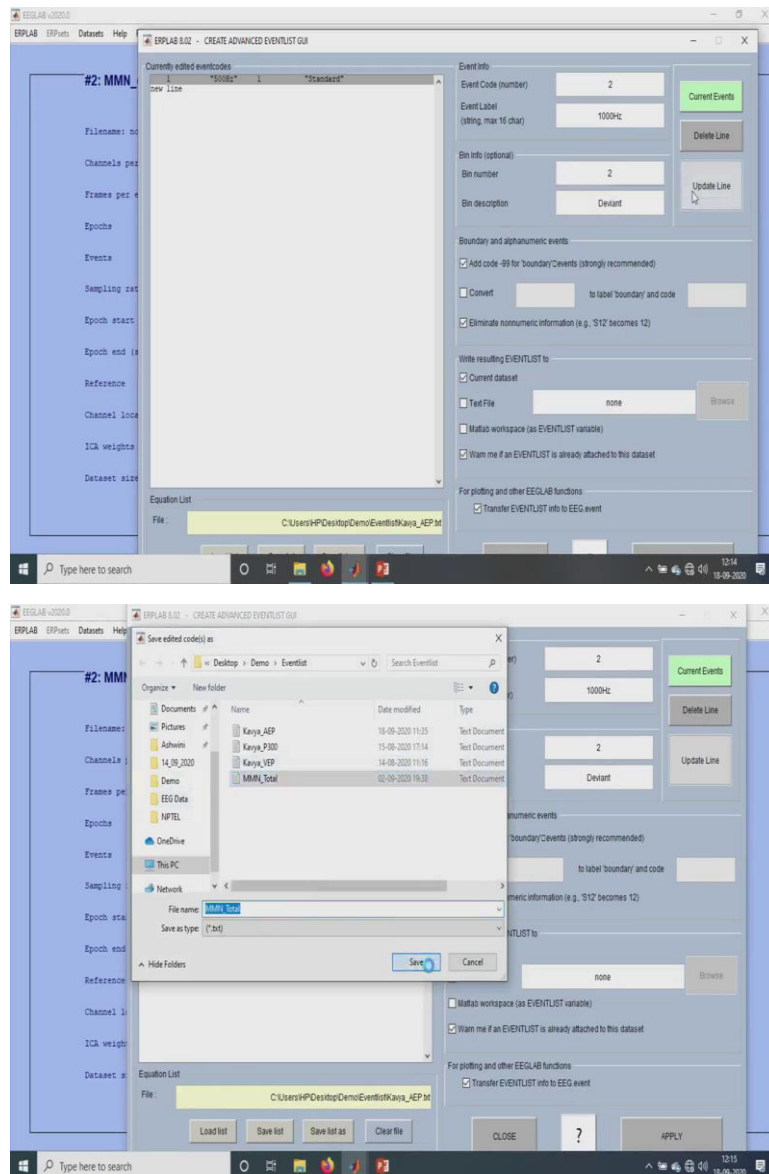 EEGLAB v2020.0
ERPLAB ERPsets Datasets Help
ERPLAB 8.02 - CREATE ADVANCED EVENTLIST GUI
#2: MMN_
Filename: no
Channels per
Frames per e
Epochs
Events
Sampling rat
Epoch start
Epoch end (s
Reference
Channel loca
ICA weights
Dataset size
Currently edited eventcodes
1 "500Hz" 1 "Standard"
new line
Equation List
File : C:\Users\HP\Desktop\Demo\Eventlist\Kavya_AEP.txt
Event Info
Event Code (number) 2
Event Label
(string, max 16 char) 1000Hz
Current Events
Delete Line
Update Line
Bin Info (optional)
Bin number 2
Bin description Deviant
Boundary and alphanumeric events
Add code -99 for 'boundary' events (strongly recommended)
Convert to label 'boundary' and code
Eliminate nonnumeric information (e.g., 'S12' becomes 12)
Write resulting EVENTLIST to
Current dataset
Text File none Browse
Matlab workspace (as EVENTLIST variable)
Warn me if an EVENTLIST is already attached to this dataset
For plotting and other EEGLAB functions
Transfer EVENTLIST info to EEG.event
Type here to search
12:14
18-09-2020
EEGLAB v2020.0
ERPLAB ERPsets Datasets Help
ERPLAB 8.02 - CREATE ADVANCED EVENTLIST GUI
#2: MMN
Filename:
Channels
Frames pe
Epochs
Events
Sampling
Epoch sta
Epoch end
Reference
Channel l
ICA weigh
Dataset s
Save edited code(s) as
Desktop > Demo > Eventlist
Search Eventlist
Organize New folder
Documents
Pictures
Ashwini
14_09_2020
Demo
EEG Data
NPTEL
OneDrive
This PC
Network
Name Date modified Type
Kavya_AEP 18-09-2020 11:35 Text Document
Kavya_P300 15-08-2020 17:14 Text Document
Kavya_VEP 14-08-2020 11:16 Text Document
MMN_Total 02-09-2020 19:38 Text Document
File name: MMN_Total
Save as type: (*.txt)
Hide Folders
Save
Cancel
er) 2
1000Hz
Current Events
Delete Line
Update Line
2
Deviant
anumeric events
'boundary' events (strongly recommended)
to label 'boundary' and code
meric information (e.g., 'S12' becomes 12)
NTLIST to
none Browse
Matlab workspace (as EVENTLIST variable)
Warn me if an EVENTLIST is already attached to this dataset
For plotting and other EEGLAB functions
Transfer EVENTLIST info to EEG.event
Equation List
File : C:\Users\HP\Desktop\Demo\Eventlist\Kavya_AEP.txt
Load list Save list Save list as Clear file
CLOSE ? APPLY
Type here to search
12:15
18-09-2020